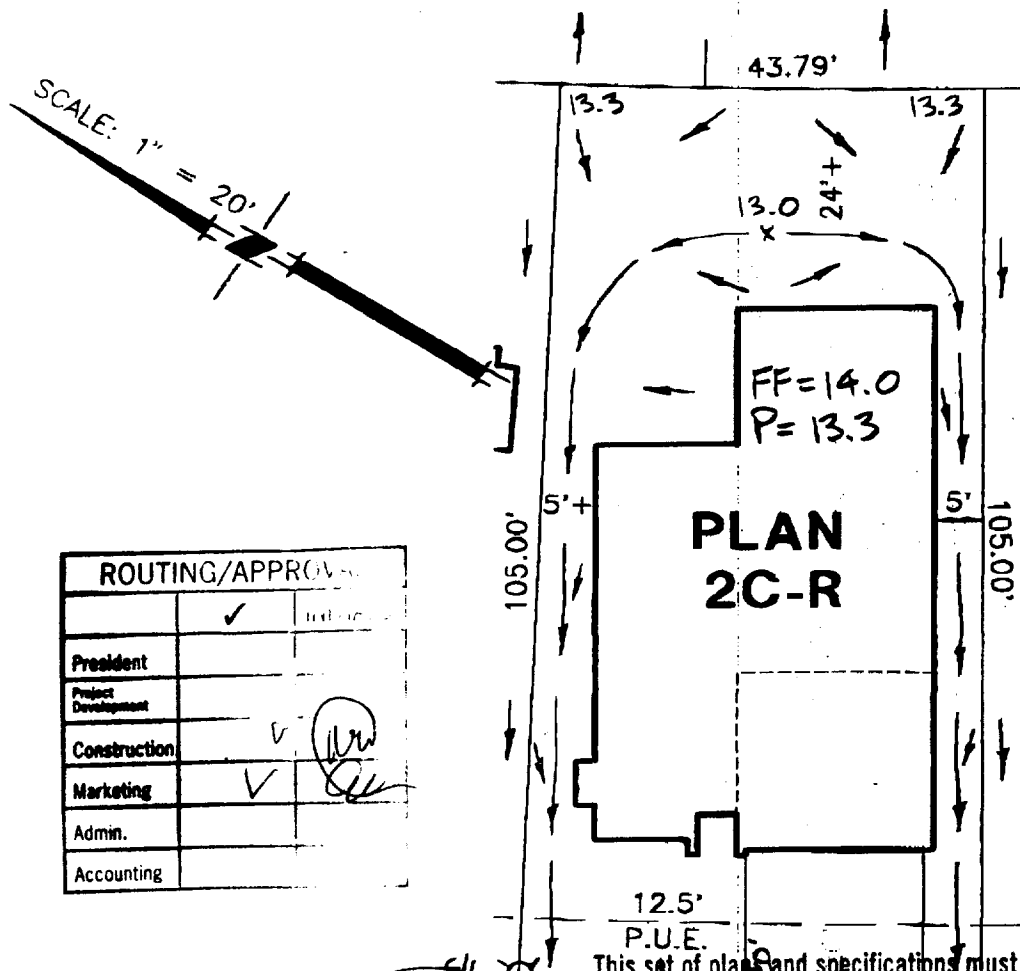 SCALE: 1" = 20'
43.79'
13.3
13.3
24'+
13.0
x
FF=14.0
P= 13.3
5'+
5'
105.00'
105.00'
PLAN
2C-R
ROUTING/APPROVA
✓
President
Project
Development
Construction
Marketing
Admin.
Accounting
12.5'
P.U.E.
This set of plans and specifications must